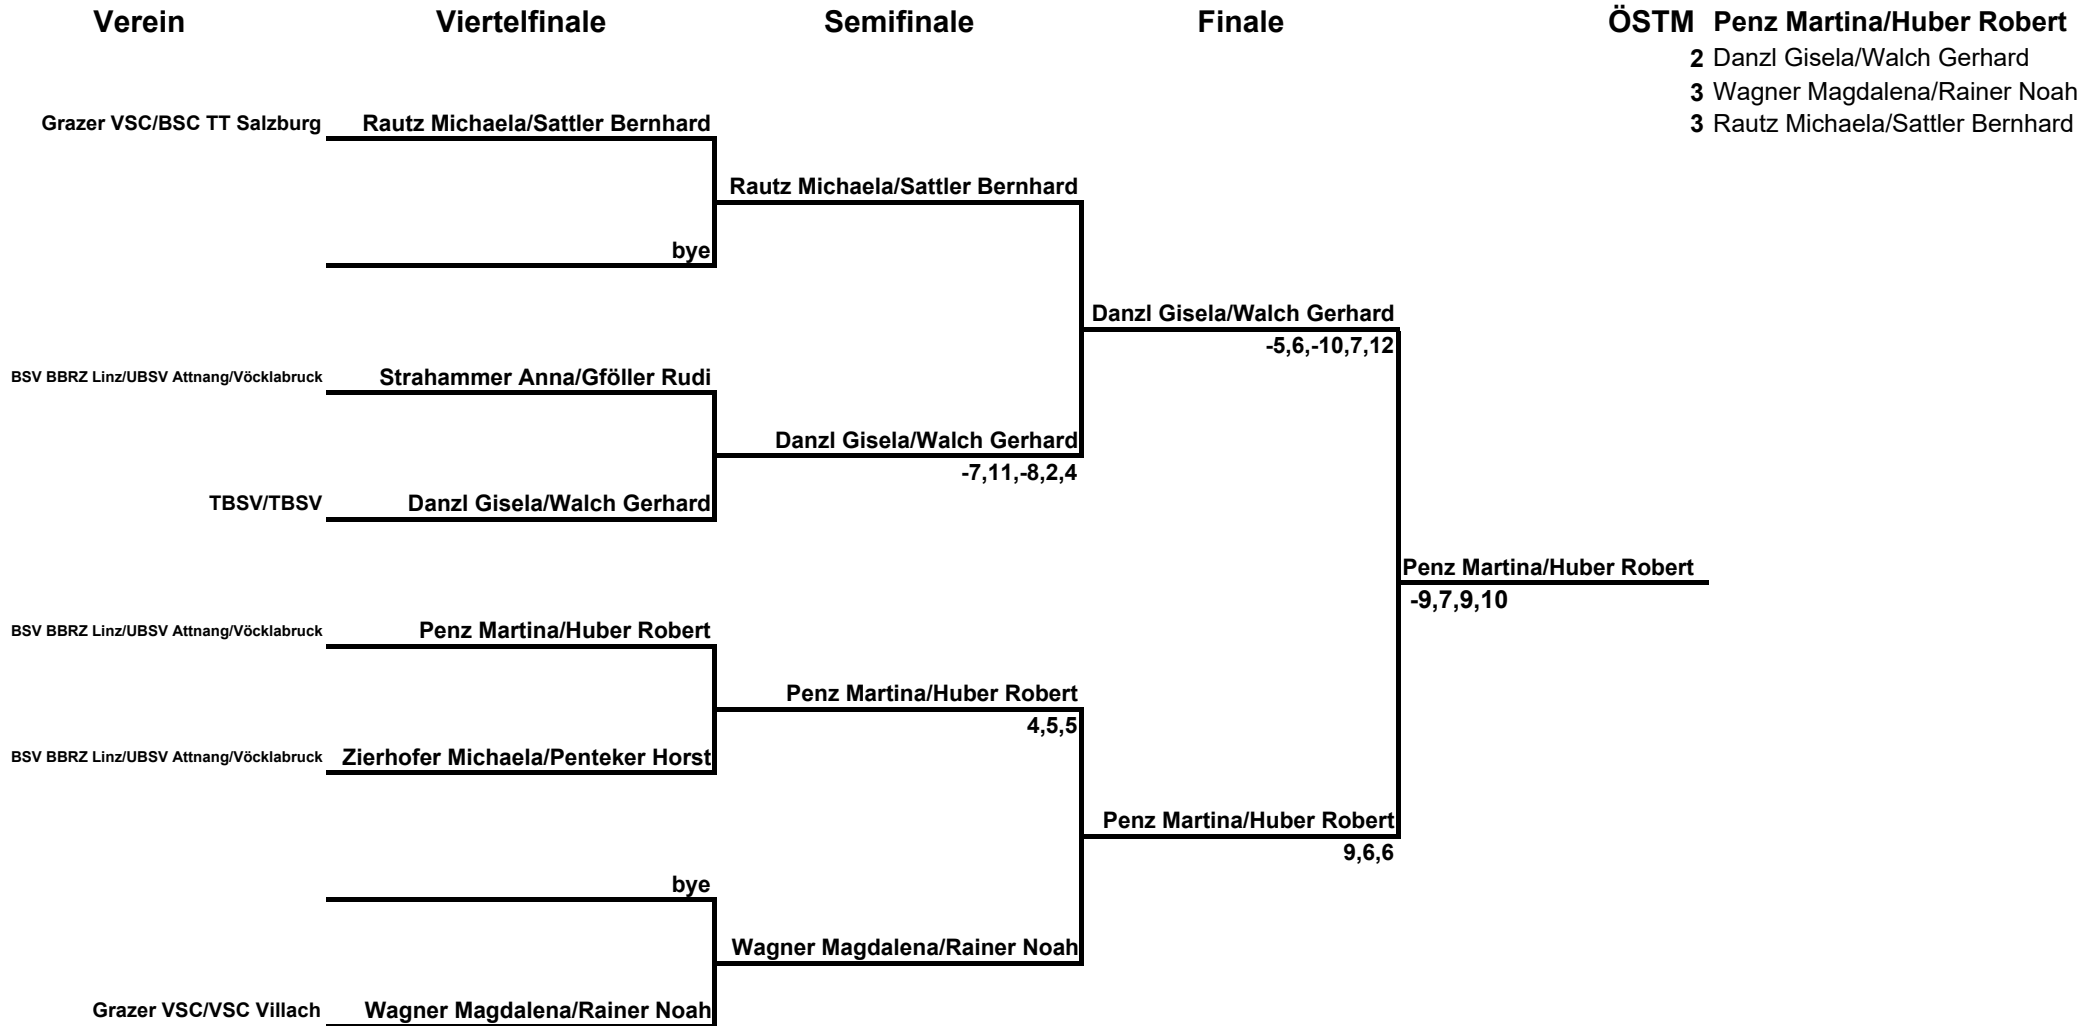 Verein Viertelfinale Semifinale Finale ÖSTM Penz Martina/Huber Robert
2 Danzl Gisela/Walch Gerhard
3 Wagner Magdalena/Rainer Noah
Grazer VSC/BSC TT Salzburg Rautz Michaela/Sattler Bernhard 3 Rautz Michaela/Sattler Bernhard
Rautz Michaela/Sattler Bernhard
bye
Danzl Gisela/Walch Gerhard
-5,6,-10,7,12
BSV BBRZ Linz/UBSV Attnang/Vöcklabruck Strahammer Anna/Gföller Rudi
Danzl Gisela/Walch Gerhard
-7,11,-8,2,4
TBSV/TBSV Danzl Gisela/Walch Gerhard
Penz Martina/Huber Robert
-9,7,9,10
BSV BBRZ Linz/UBSV Attnang/Vöcklabruck Penz Martina/Huber Robert
Penz Martina/Huber Robert
4,5,5
BSV BBRZ Linz/UBSV Attnang/Vöcklabruck Zierhofer Michaela/Penteker Horst
Penz Martina/Huber Robert
9,6,6
bye
Wagner Magdalena/Rainer Noah
Grazer VSC/VSC Villach Wagner Magdalena/Rainer Noah